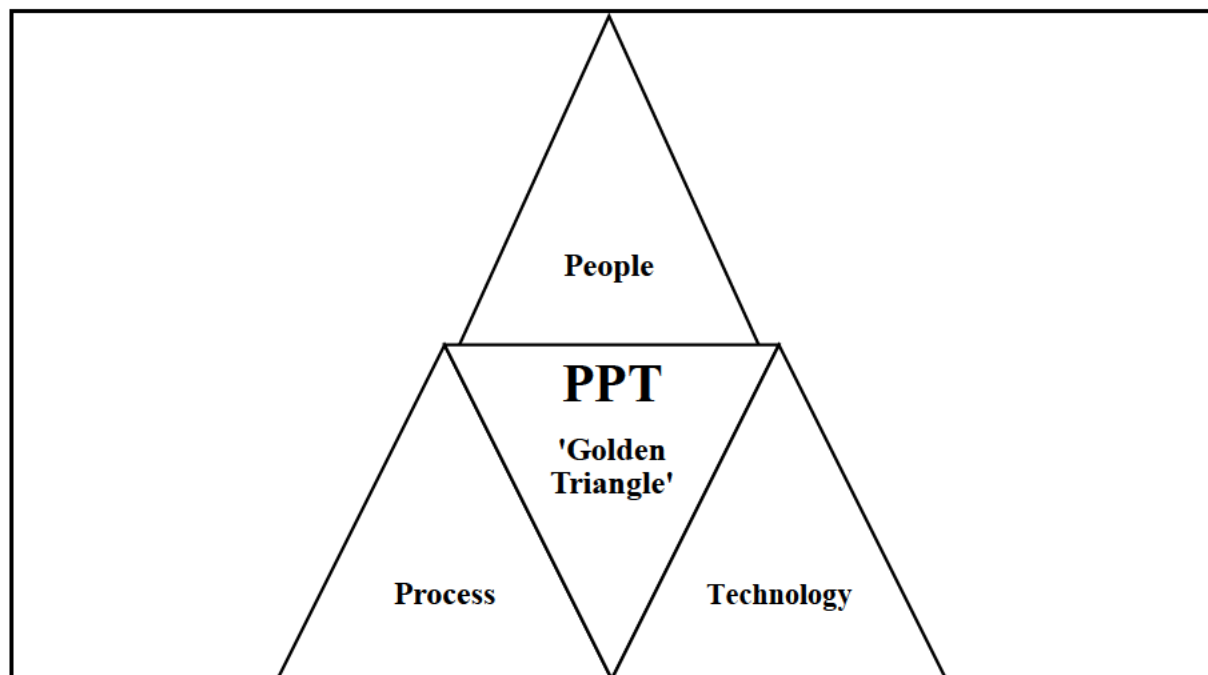 People
PPT
'Golden
Triangle'
Process
Technology